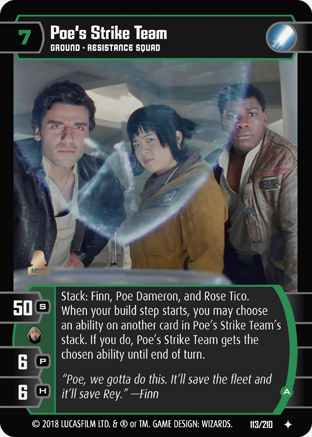 7 Poe's Strike Team
GROUND - RESISTANCE SQUAD
50 S
6 P
6 H
Stack: Finn, Poe Dameron, and Rose Tico.
When your build step starts, you may choose
an ability on another card in Poe's Strike Team's
stack. If you do, Poe's Strike Team gets the
chosen ability until end of turn.
"Poe, we gotta do this. It'll save the fleet and
it'll save Rey." —Finn
A
© 2018 LUCASFILM LTD. & ® or TM. GAME DESIGN: WIZARDS. 113/210